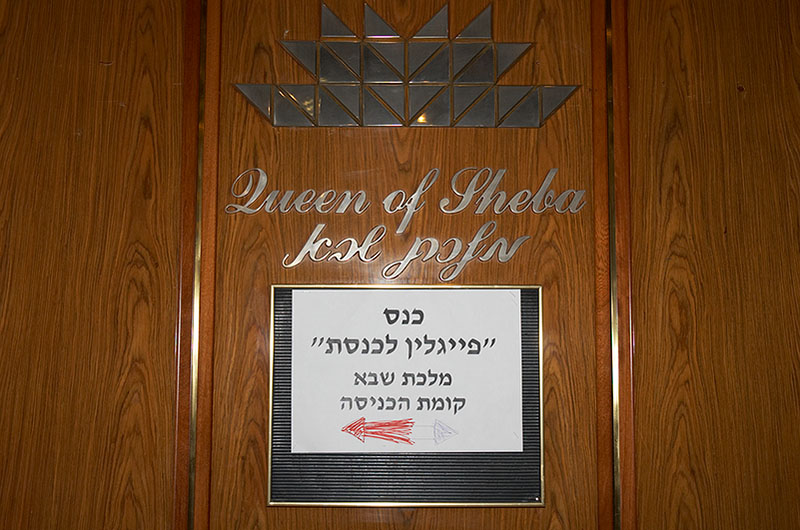 Queen of Sheba
מלכת שבא
כנס
"פייגלין לכנסת"
מלכת שבא
קומת הכניסה